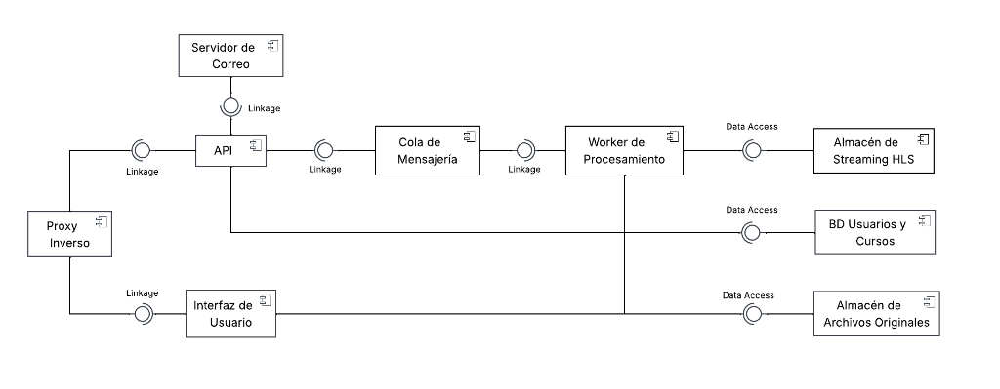 Servidor de
Correo
Linkage
API
Linkage
Linkage
Cola de
Mensajería
Linkage
Worker de
Procesamiento
Data Access
Almacén de
Streaming HLS
Proxy
Inverso
Data Access
BD Usuarios y
Cursos
Linkage
Interfaz de
Usuario
Data Access
Almacén de
Archivos Originales